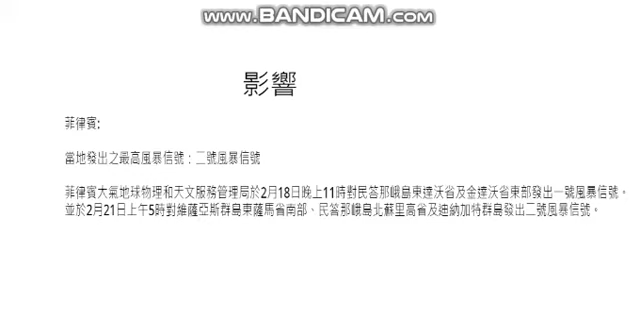 www.BANDICAM.com
影響
菲律賓:
當地發出之最高風暴信號：二號風暴信號
菲律賓大氣地球物理和天文服務管理局於2月18日晚上11時對民答那峨島東達沃省及金達沃省東部發出一號風暴信號。
並於2月21日上午5時對維薩亞斯群島東薩馬省南部、民答那峨島北蘇里高省及迪納加特群島發出二號風暴信號。